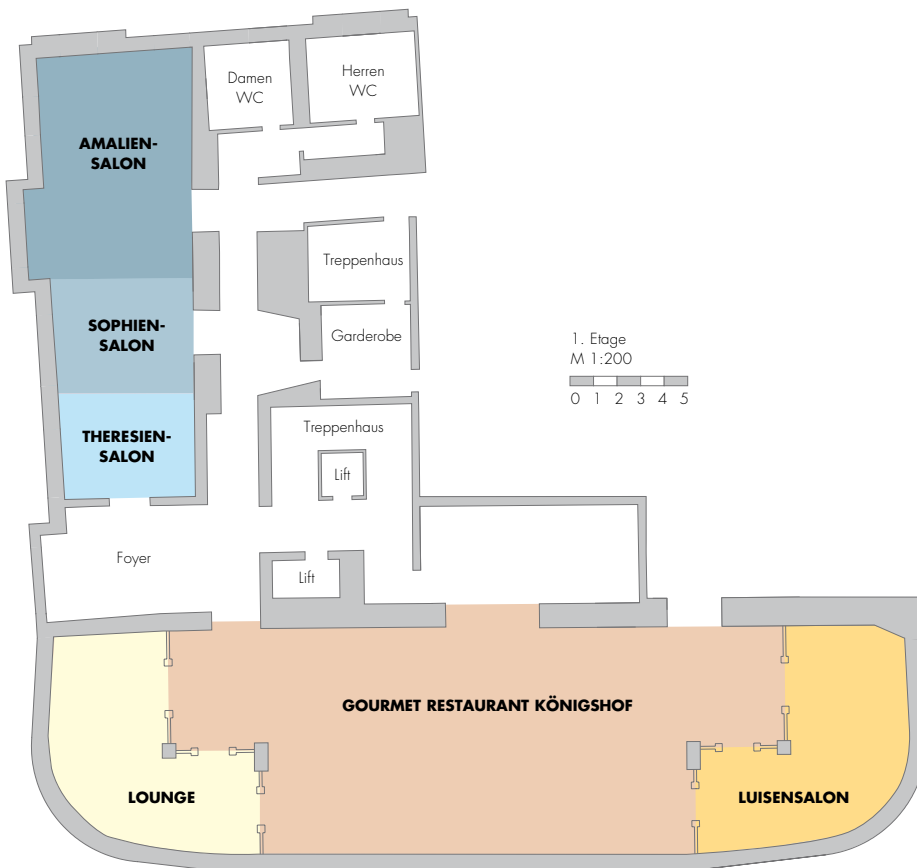 Damen
WC
Herren
WC
AMALIEN-
SALON
Treppenhaus
SOPHIEN-
SALON
Garderobe
1. Etage
M 1:200
0 1 2 3 4 5
THERESIEN-
SALON
Treppenhaus
Lift
Foyer
Lift
GOURMET RESTAURANT KÖNIGSHOF
LOUNGE
LUISENSALON